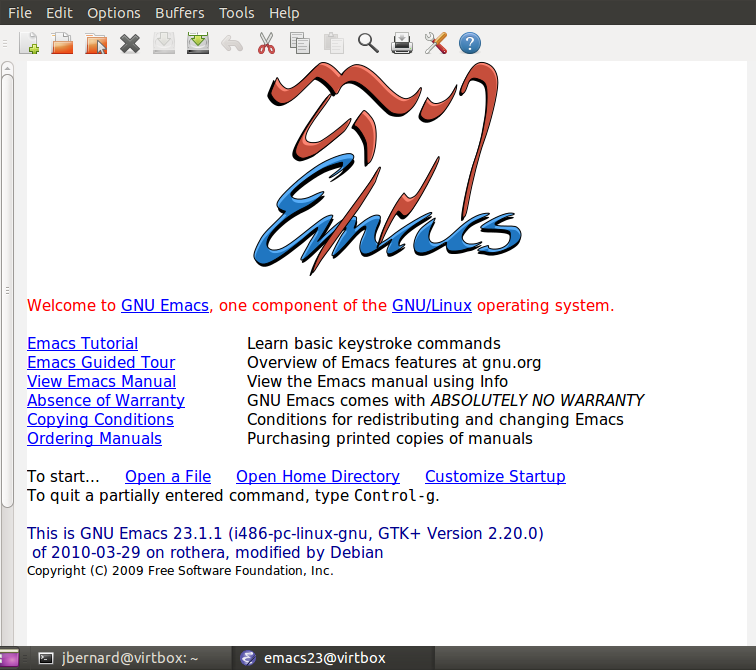 File Edit Options Buffers Tools Help
Emacs
Welcome to GNU Emacs, one component of the GNU/Linux operating system.
Emacs Tutorial Learn basic keystroke commands
Emacs Guided Tour Overview of Emacs features at gnu.org
View Emacs Manual View the Emacs manual using Info
Absence of Warranty GNU Emacs comes with ABSOLUTELY NO WARRANTY
Copying Conditions Conditions for redistributing and changing Emacs
Ordering Manuals Purchasing printed copies of manuals
To start... Open a File Open Home Directory Customize Startup
To quit a partially entered command, type Control-g.
This is GNU Emacs 23.1.1 (i486-pc-linux-gnu, GTK+ Version 2.20.0)
of 2010-03-29 on rothera, modified by Debian
Copyright (C) 2009 Free Software Foundation, Inc.
jbernard@virtbox: ~ emacs23@virtbox